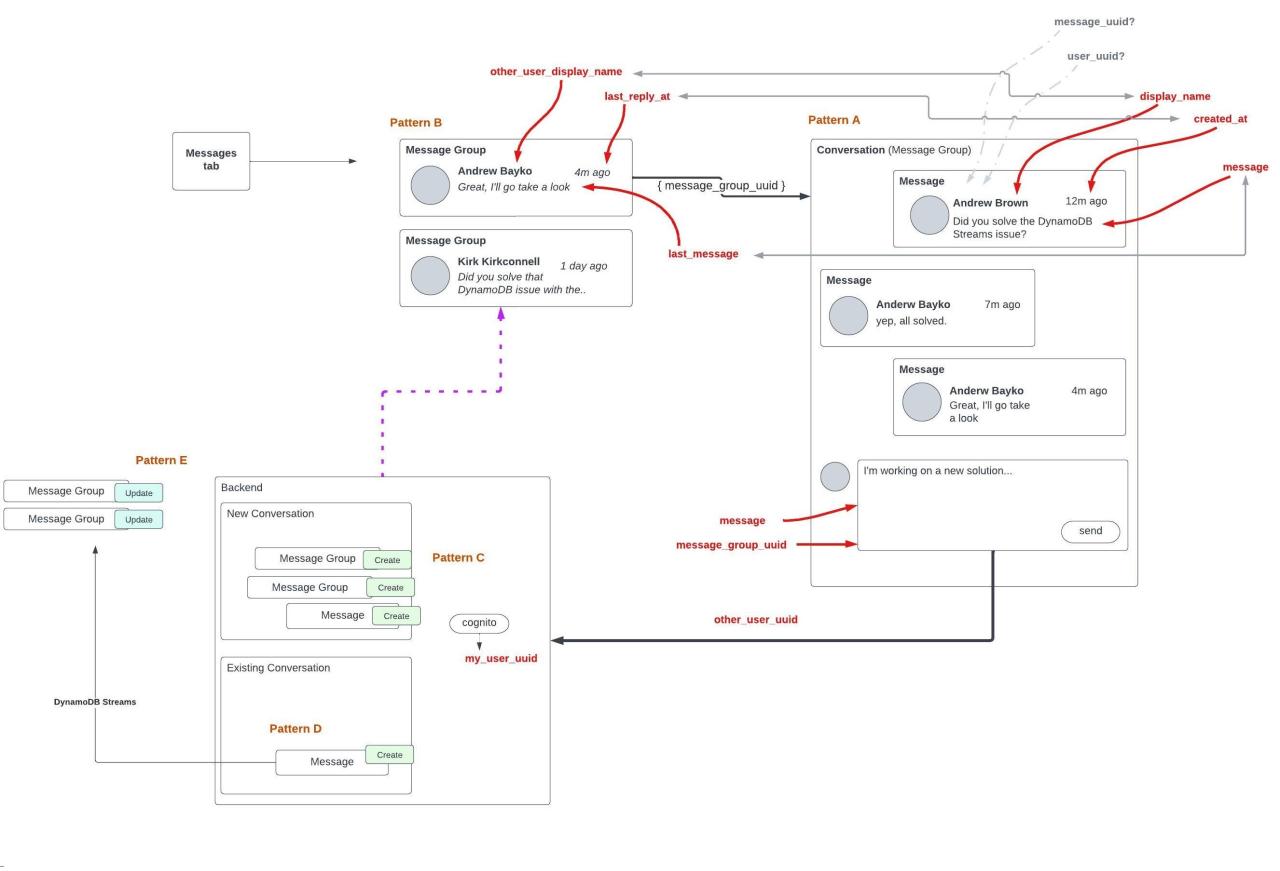 message_uuid?
user_uuid?
other_user_display_name
last_reply_at
display_name
created_at
Pattern B
Pattern A
Messages
tab
Message Group
Andrew Bayko
4m ago
Great, I'll go take a look
{ message_group_uuid }
Conversation (Message Group)
Message
Andrew Brown
12m ago
Did you solve the DynamoDB
Streams issue?
message
Message Group
Kirk Kirkconnell
1 day ago
Did you solve that
DynamoDB issue with the..
last_message
Message
Anderw Bayko
7m ago
yep, all solved.
Message
Anderw Bayko
4m ago
Great, I'll go take
a look
I'm working on a new solution...
send
message
message_group_uuid
other_user_uuid
Pattern E
Message Group
Update
Message Group
Update
Backend
New Conversation
Message Group
Create
Message Group
Create
Message
Create
Pattern C
cognito
my_user_uuid
Existing Conversation
Pattern D
Message
Create
DynamoDB Streams